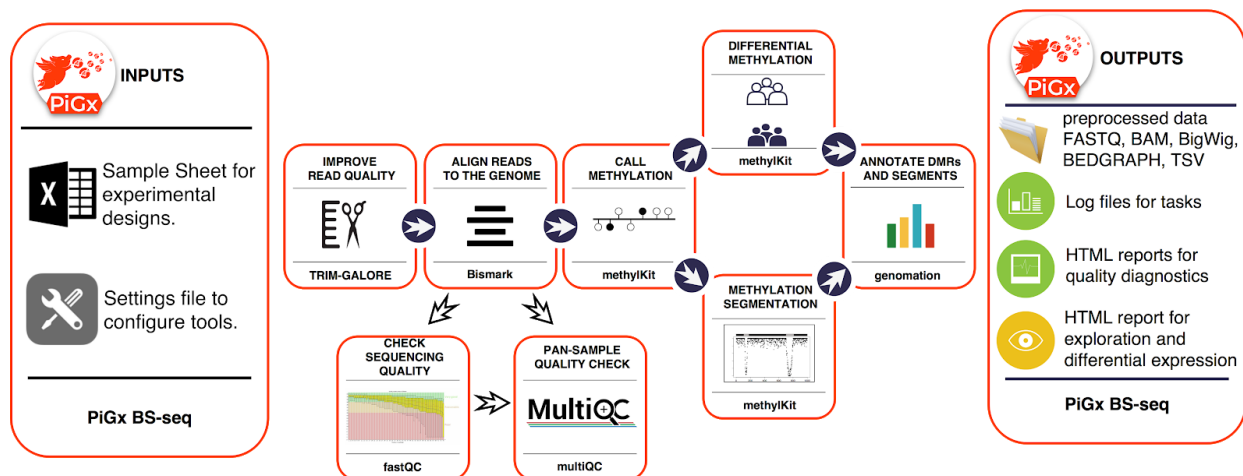 PiGx
INPUTS
Sample Sheet for
experimental
designs.
Settings file to
configure tools.
PiGx BS-seq
IMPROVE
READ QUALITY
TRIM-GALORE
ALIGN READS
TO THE GENOME
Bismark
CALL
METHYLATION
methylKit
DIFFERENTIAL
METHYLATION
methylKit
METHYLATION
SEGMENTATION
methylKit
ANNOTATE DMRs
AND SEGMENTS
genomation
CHECK
SEQUENCING
QUALITY
fastQC
PAN-SAMPLE
QUALITY CHECK
MultiQC
multiQC
PiGx
OUTPUTS
preprocessed data
FASTQ, BAM, BigWig,
BEDGRAPH, TSV
Log files for tasks
HTML reports for
quality diagnostics
HTML report for
exploration and
differential expression
PiGx BS-seq